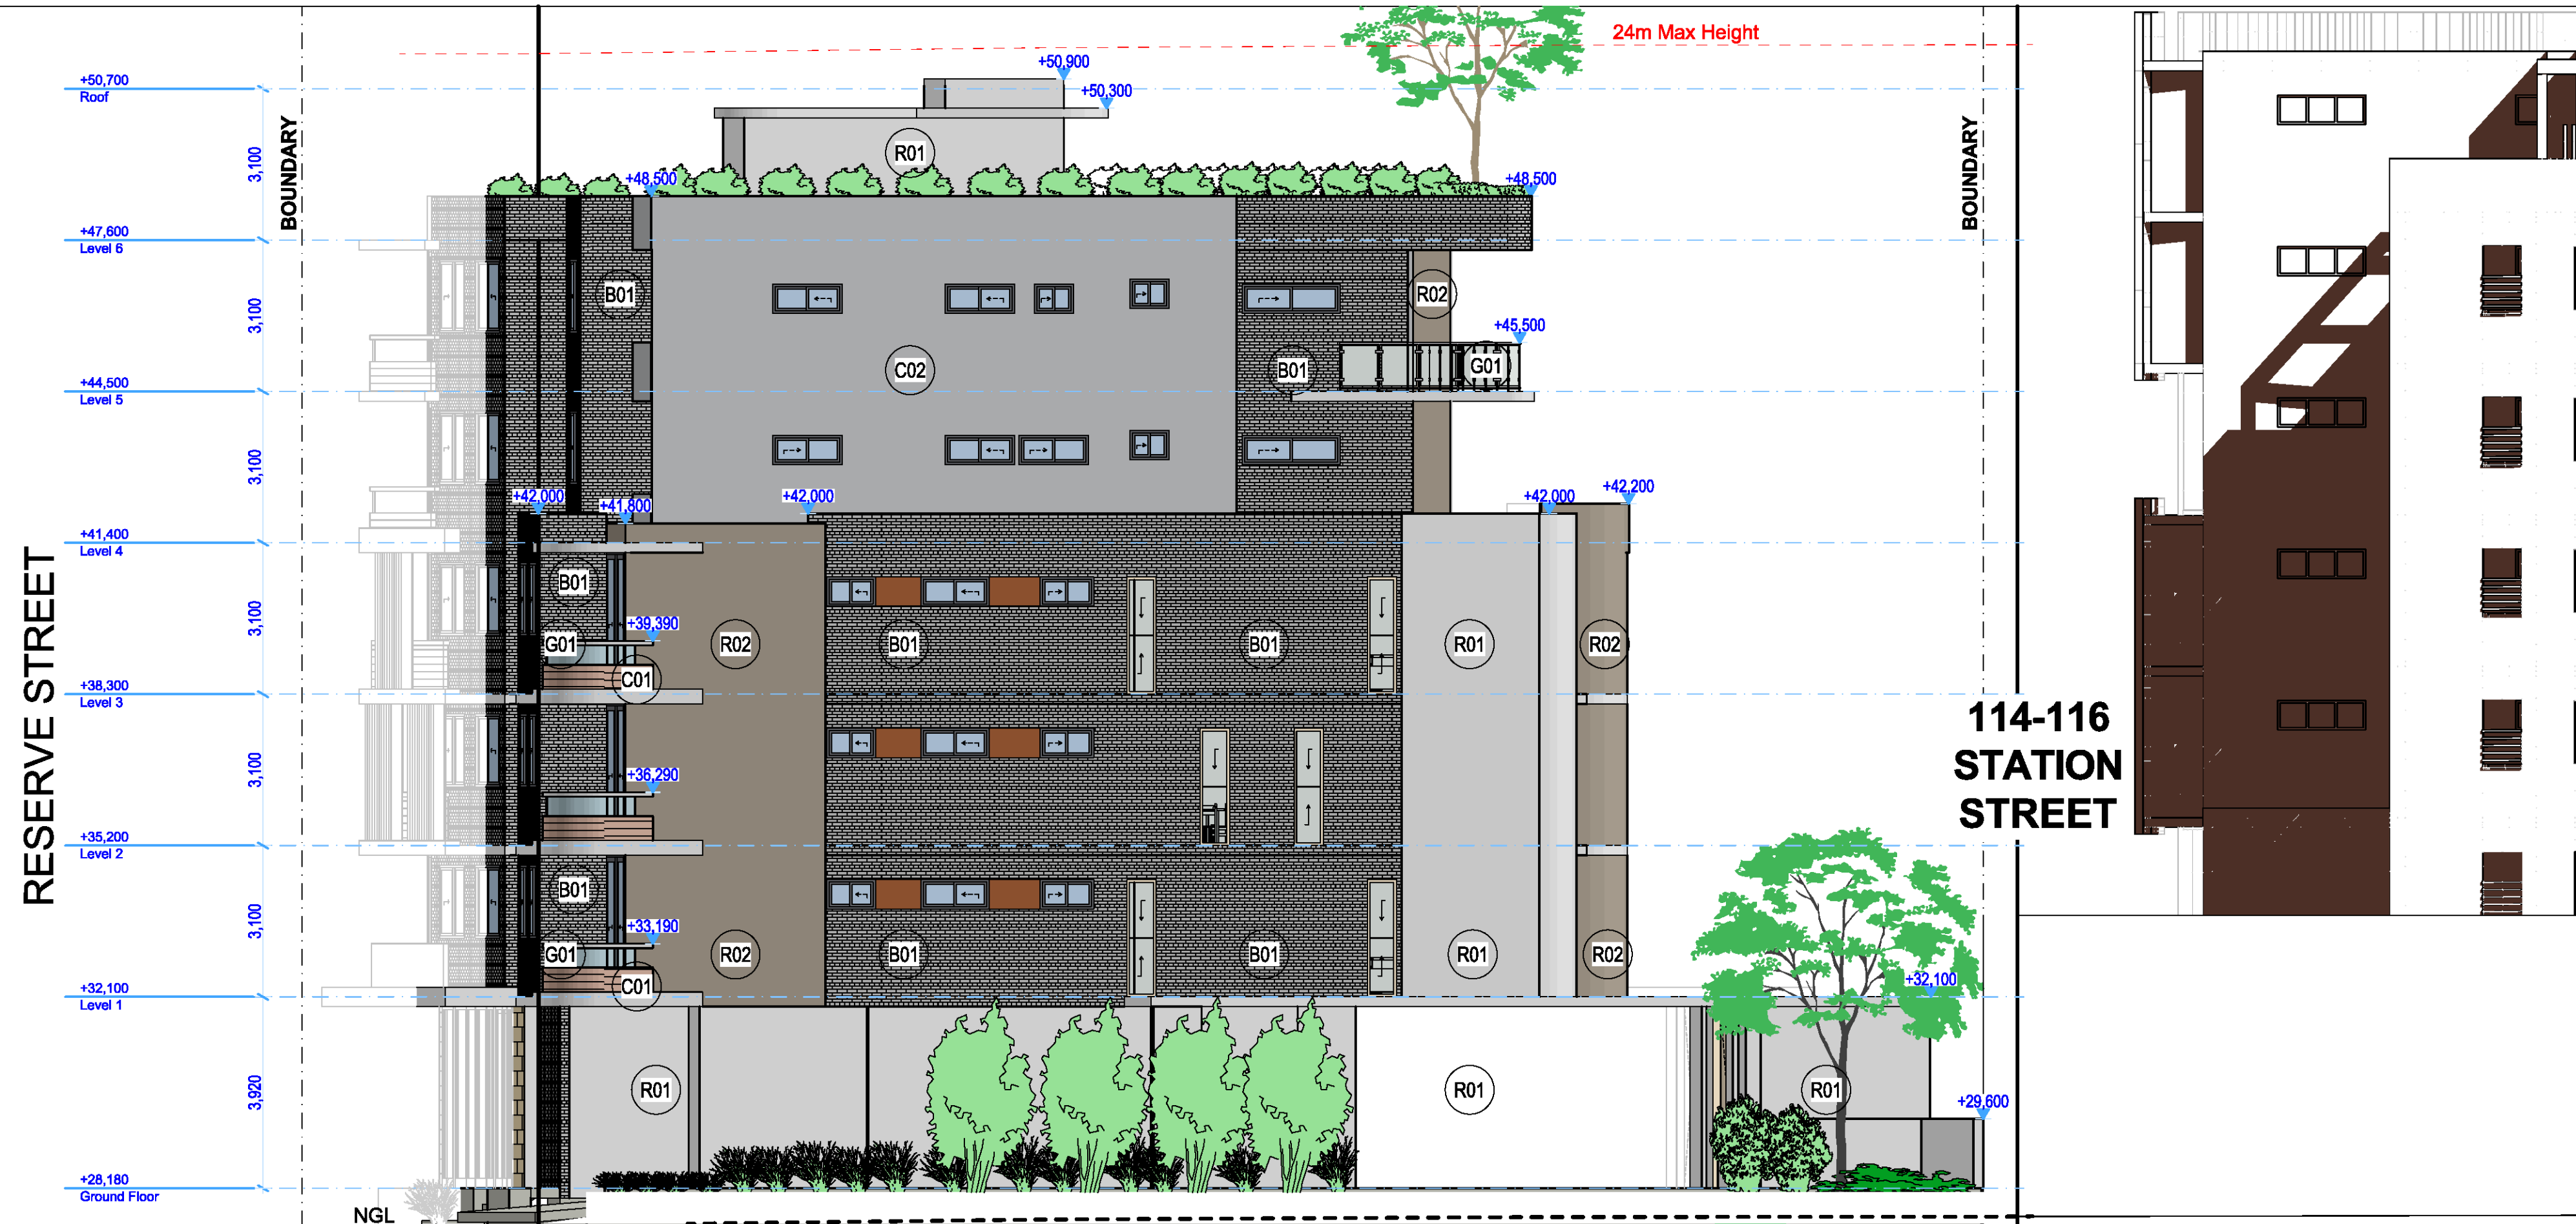 24m Max Height
+50,900
+50,700
Roof
+50,300
BOUNDARY
BOUNDARY
3,100
R01
+48,500
+48,500
+47,600
Level 6
B01
R02
3,100
+45,500
C02
B01
G01
+44,500
Level 5
3,100
+42,000
+41,800
+42,000
+42,000
+42,200
+41,400
Level 4
B01
3,100
+39,390
G01
R02
B01
B01
R01
R02
C01
+38,300
Level 3
RESERVE STREET
114-116
STATION
STREET
3,100
+36,290
+35,200
Level 2
B01
3,100
+33,190
G01
R02
B01
B01
R01
R02
C01
+32,100
+32,100
Level 1
3,920
R01
R01
R01
+29,600
+28,180
Ground Floor
NGL